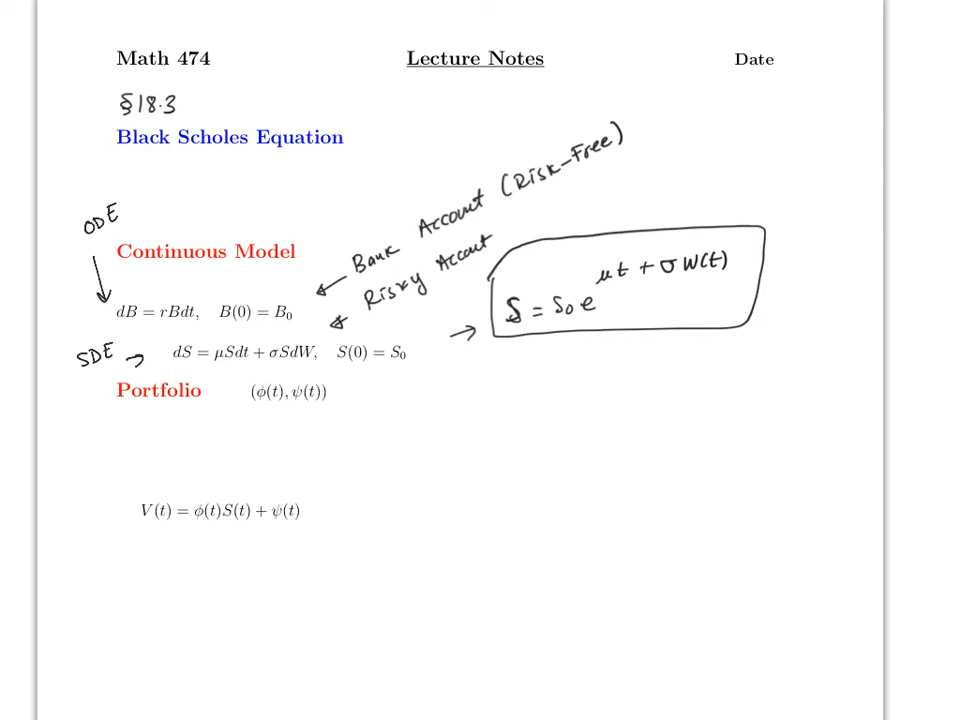 Math 474 Lecture Notes Date
§18.3
Black Scholes Equation
ODE
Continuous Model
Bank Account (Risk-Free)
Risky Account
dB = rBdt, B(0) = B₀
S = S₀ e^{μt + σW(t)}
SDE → dS = μSdt + σSdW, S(0) = S₀ →
Portfolio (ϕ(t), ψ(t))
V(t) = ϕ(t)S(t) + ψ(t)